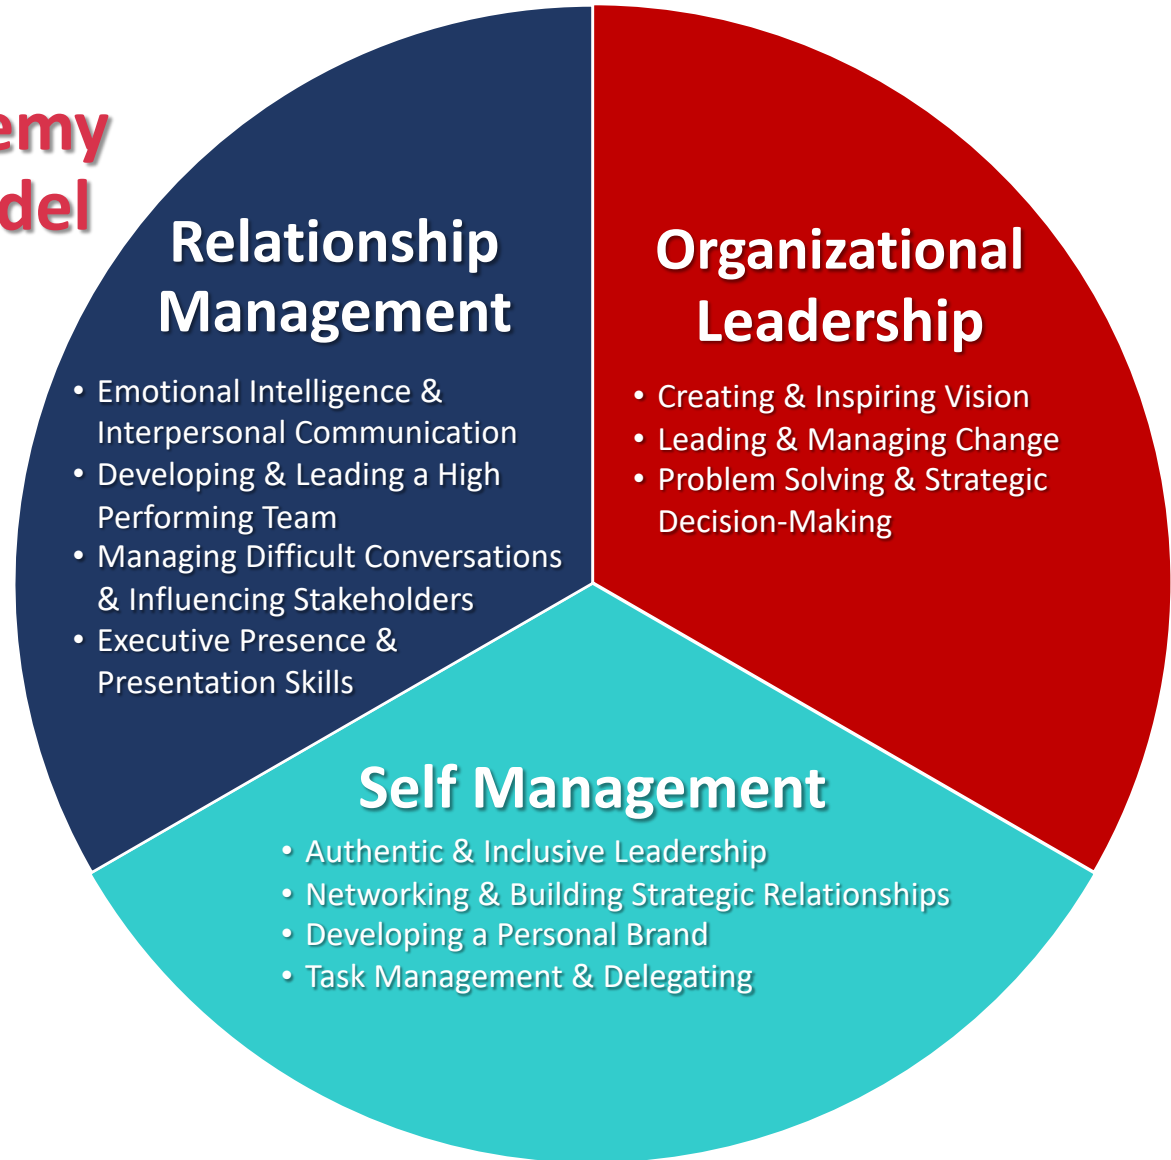 emy
del
Relationship
Management
• Emotional Intelligence &
Interpersonal Communication
• Developing & Leading a High
Performing Team
• Managing Difficult Conversations
& Influencing Stakeholders
• Executive Presence &
Presentation Skills
Organizational
Leadership
• Creating & Inspiring Vision
• Leading & Managing Change
• Problem Solving & Strategic
Decision-Making
Self Management
• Authentic & Inclusive Leadership
• Networking & Building Strategic Relationships
• Developing a Personal Brand
• Task Management & Delegating